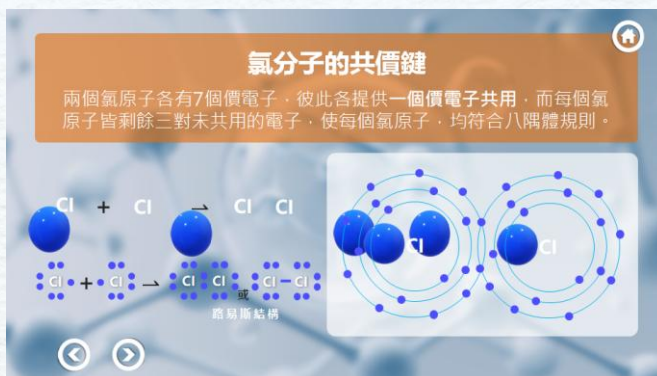 氯分子的共價鍵
兩個氯原子各有7個價電子，彼此各提供一個價電子共用，而每個氯
原子皆剩餘三對未共用的電子，使每個氯原子，均符合八隅體規則。
Cl + Cl ⇀ Cl Cl
Cl + Cl ⇀ Cl Cl 或 Cl－Cl
路易斯結構
Cl Cl